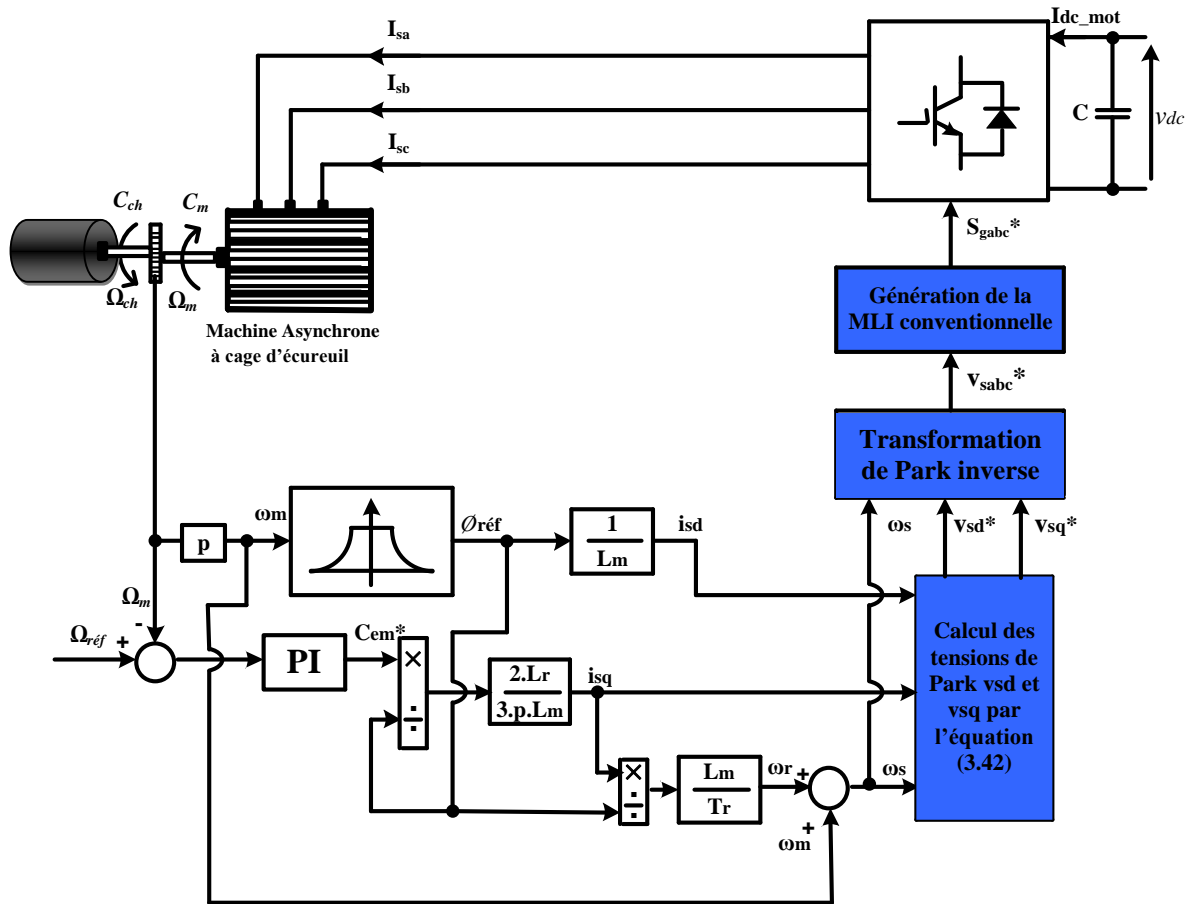 Idc_mot
Isa
Isb
Isc
C
vdc
Cch
Cm
Ωch
Ωm
Machine Asynchrone
à cage d’écureuil
Sgabc*
Génération de la
MLI conventionnelle
vsabc*
Transformation
de Park inverse
ωs
vsd*
vsq*
p
ωm
Øréf
1
Lm
isd
Ωm
-
Ωréf
+
PI
Cem*
×
÷
2.Lr
3.p.Lm
isq
×
÷
Lm
Tr
ωr
+
ωm
+
ωs
Calcul des
tensions de
Park vsd et
vsq par
l’équation
(3.42)